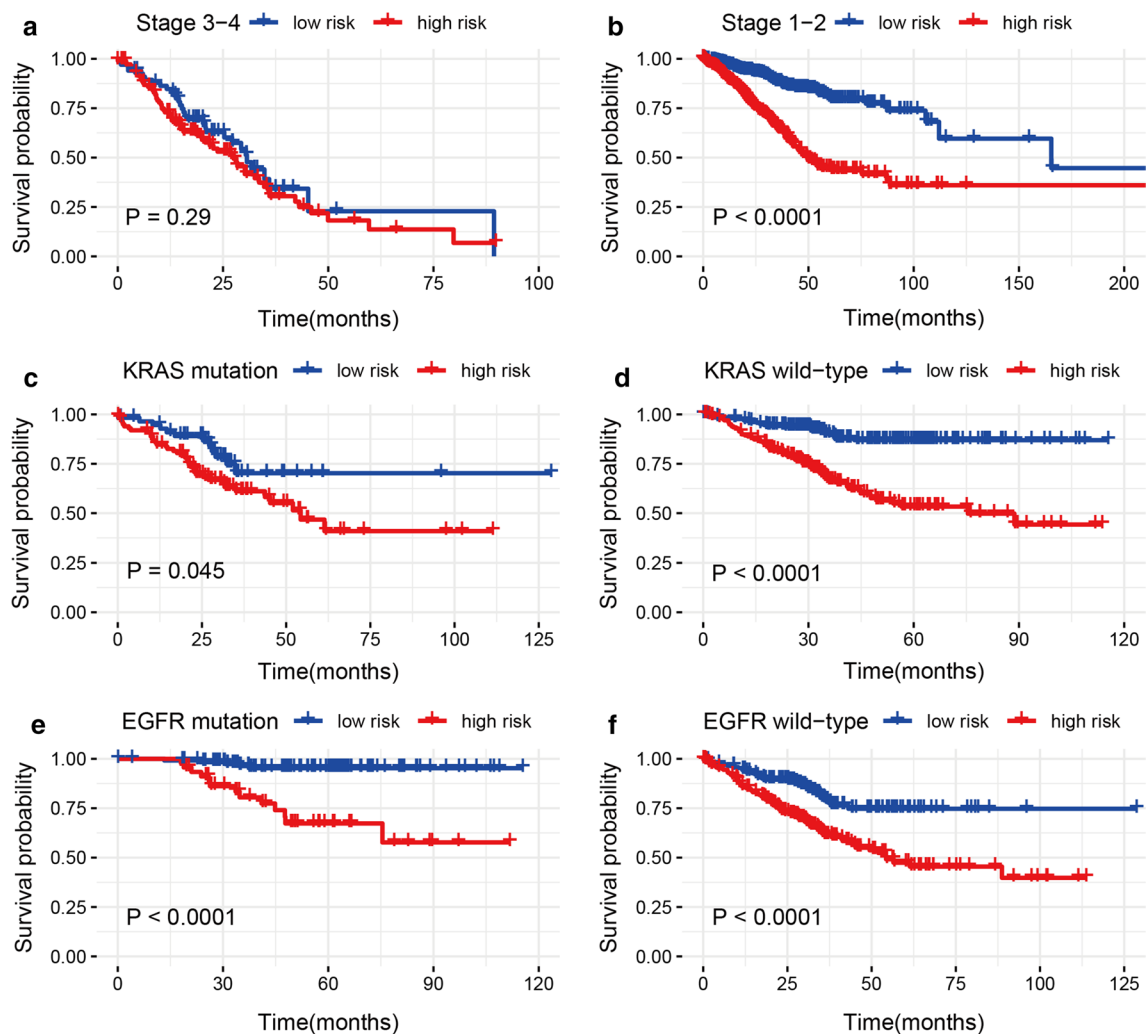 a Stage 3−4 low risk high risk
Survival probability
1.00
0.75
0.50
0.25
0.00
P = 0.29
0 25 50 75 100
Time(months)
b Stage 1−2 low risk high risk
Survival probability
1.00
0.75
0.50
0.25
0.00
P < 0.0001
0 50 100 150 200
Time(months)
c KRAS mutation low risk high risk
Survival probability
1.00
0.75
0.50
0.25
0.00
P = 0.045
0 25 50 75 100 125
Time(months)
d KRAS wild−type low risk high risk
Survival probability
1.00
0.75
0.50
0.25
0.00
P < 0.0001
0 30 60 90 120
Time(months)
e EGFR mutation low risk high risk
Survival probability
1.00
0.75
0.50
0.25
0.00
P < 0.0001
0 30 60 90 120
Time(months)
f EGFR wild−type low risk high risk
Survival probability
1.00
0.75
0.50
0.25
0.00
P < 0.0001
0 25 50 75 100 125
Time(months)